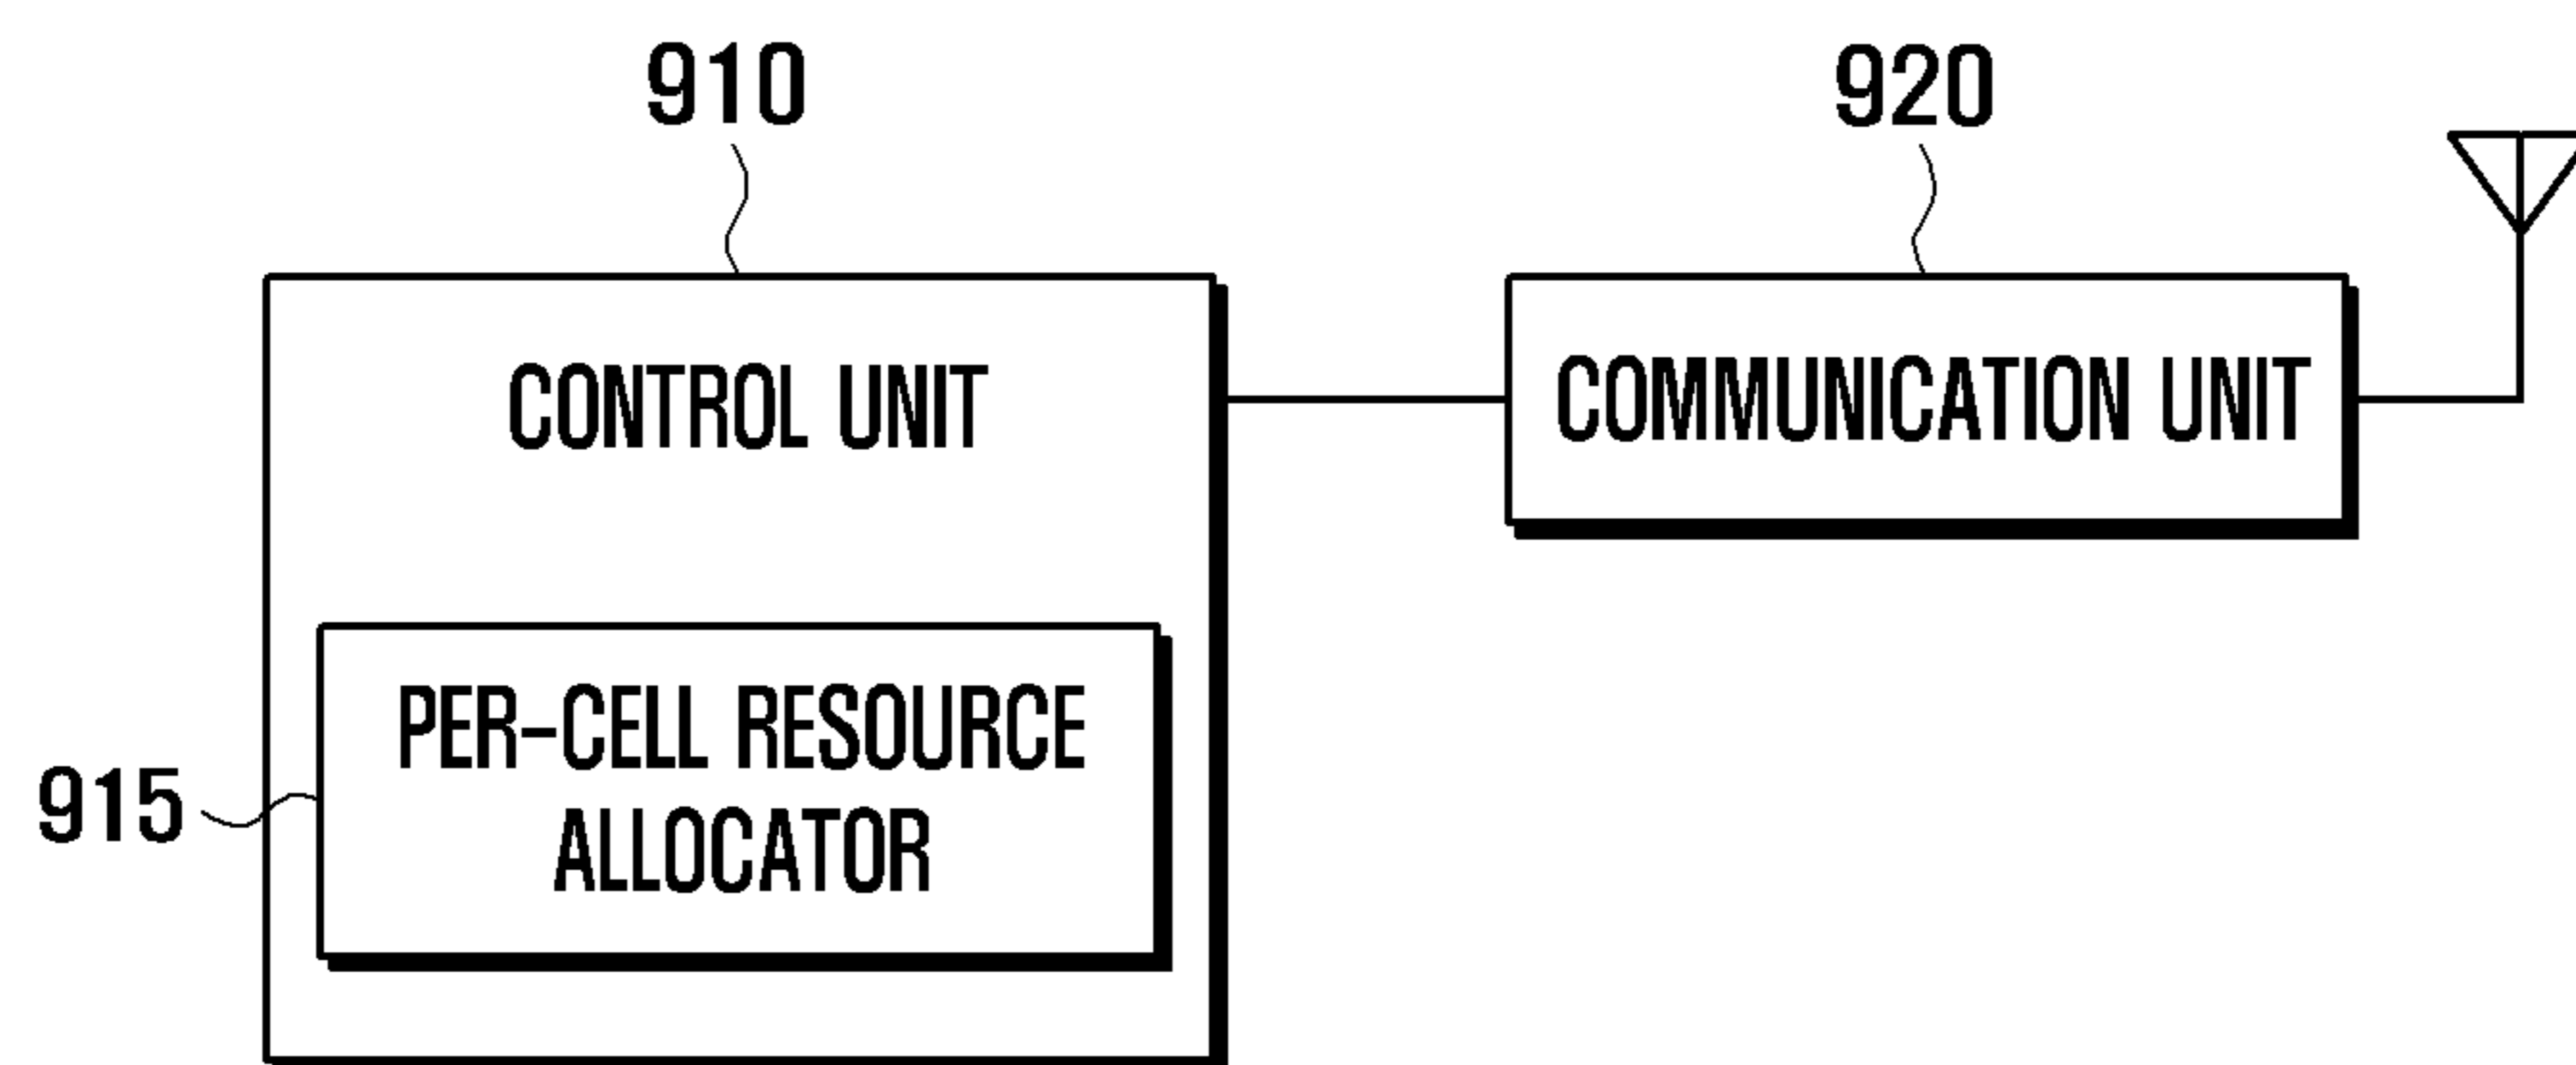 910
920
CONTROL UNIT
COMMUNICATION UNIT
PER-CELL RESOURCE
ALLOCATOR
915